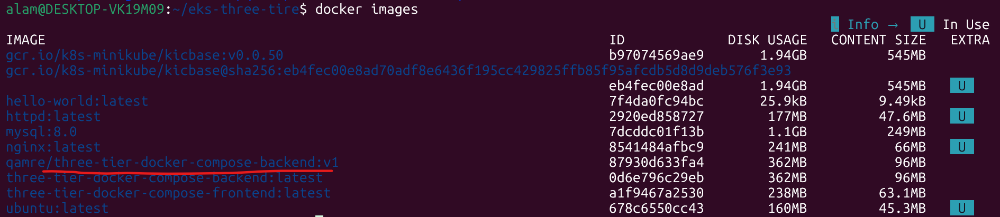 alam@DESKTOP-VK19M09:~/eks-three-tire$ docker images
i Info → U In Use
IMAGE ID DISK USAGE CONTENT SIZE EXTRA
gcr.io/k8s-minikube/kicbase:v0.0.50 b97074569ae9 1.94GB 545MB
gcr.io/k8s-minikube/kicbase@sha256:eb4fec00e8ad70adf8e6436f195cc429825ffb85f95afcdb5d8d9deb576f3e93
eb4fec00e8ad 1.94GB 545MB U
hello-world:latest 7f4da0fc94bc 25.9kB 9.49kB
httpd:latest 2920ed858727 177MB 47.6MB U
mysql:8.0 7dcddc01f13b 1.1GB 249MB
nginx:latest 8541484afbc9 241MB 66MB U
qamre/three-tier-docker-compose-backend:v1 87930d633fa4 362MB 96MB
three-tier-docker-compose-backend:latest 0d6e796c29eb 362MB 96MB
three-tier-docker-compose-frontend:latest a1f9467a2530 238MB 63.1MB
ubuntu:latest 678c6550cc43 160MB 45.3MB U